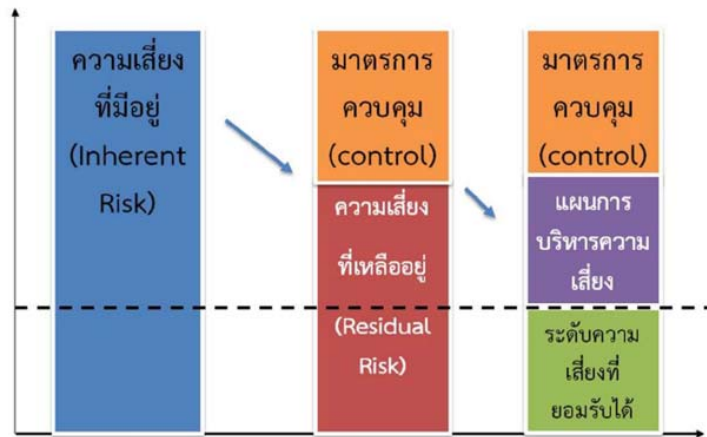 ความเสี่ยง
ที่มีอยู่
(Inherent
Risk)
มาตรการ
ควบคุม
(control)
ความเสี่ยง
ที่เหลืออยู่
(Residual
Risk)
มาตรการ
ควบคุม
(control)
แผนการ
บริหารความ
เสี่ยง
ระดับความ
เสี่ยงที่
ยอมรับได้